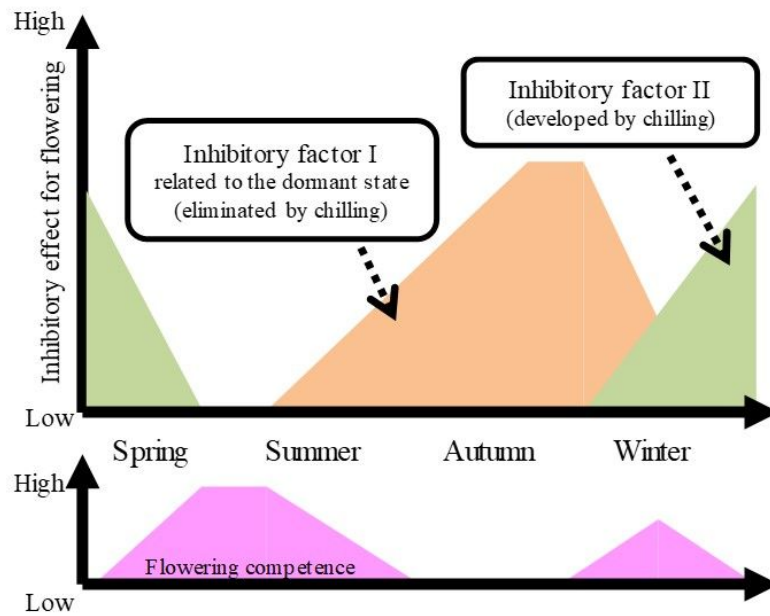 High
Inhibitory effect for flowering
Inhibitory factor II
(developed by chilling)
Inhibitory factor I
related to the dormant state
(eliminated by chilling)
Low
Spring Summer Autumn Winter
High
Flowering competence
Low